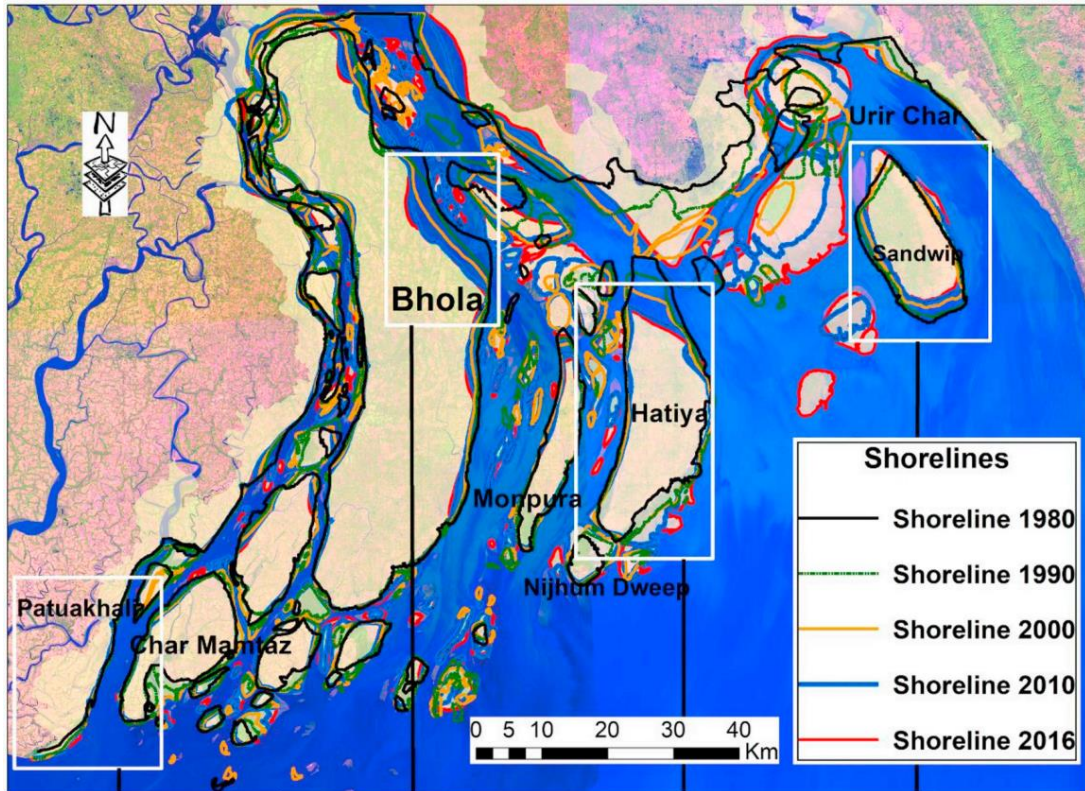 N
Urir Char
Sandwip
Bhola
Hatiya
Monpura
Nijhum Dweep
Patuakhali
Char Mamtaz
Shorelines
Shoreline 1980
Shoreline 1990
Shoreline 2000
Shoreline 2010
Shoreline 2016
0 5 10 20 30 40
Km